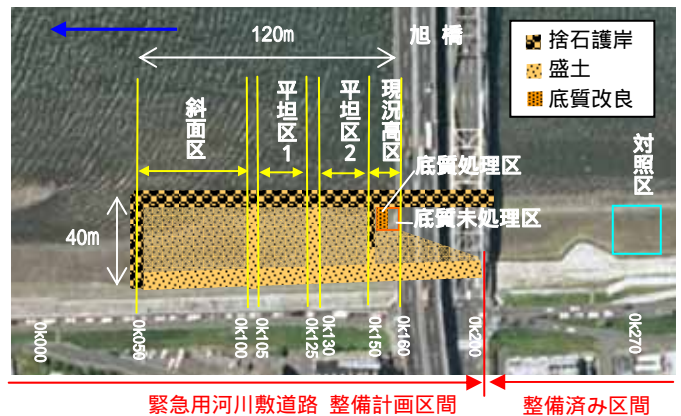 120m
旭 橋
捨石護岸
盛土
底質改良
斜面区
平坦区1
平坦区2
現況高区
対照区
底質処理区
底質未処理区
40m
0K000
0K050
0K100
0K105
0K125
0K130
0K150
0K160
0K200
0K270
緊急用河川敷道路 整備計画区間
整備済み区間